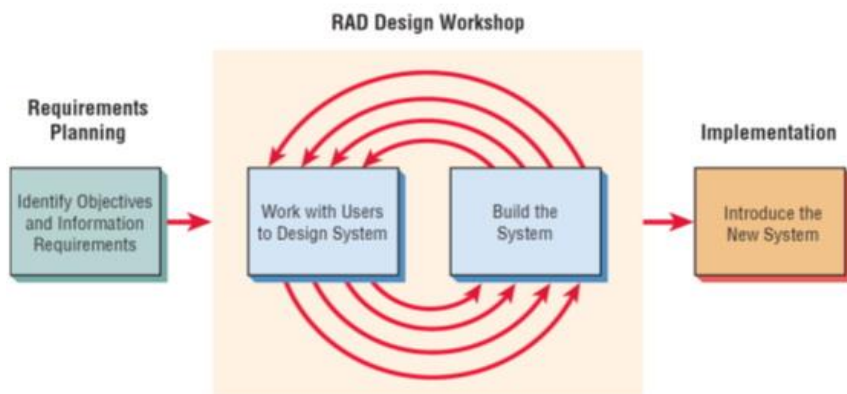 RAD Design Workshop
Requirements
Planning
Identify Objectives
and Information
Requirements
Work with Users
to Design System
Build the
System
Implementation
Introduce the
New System